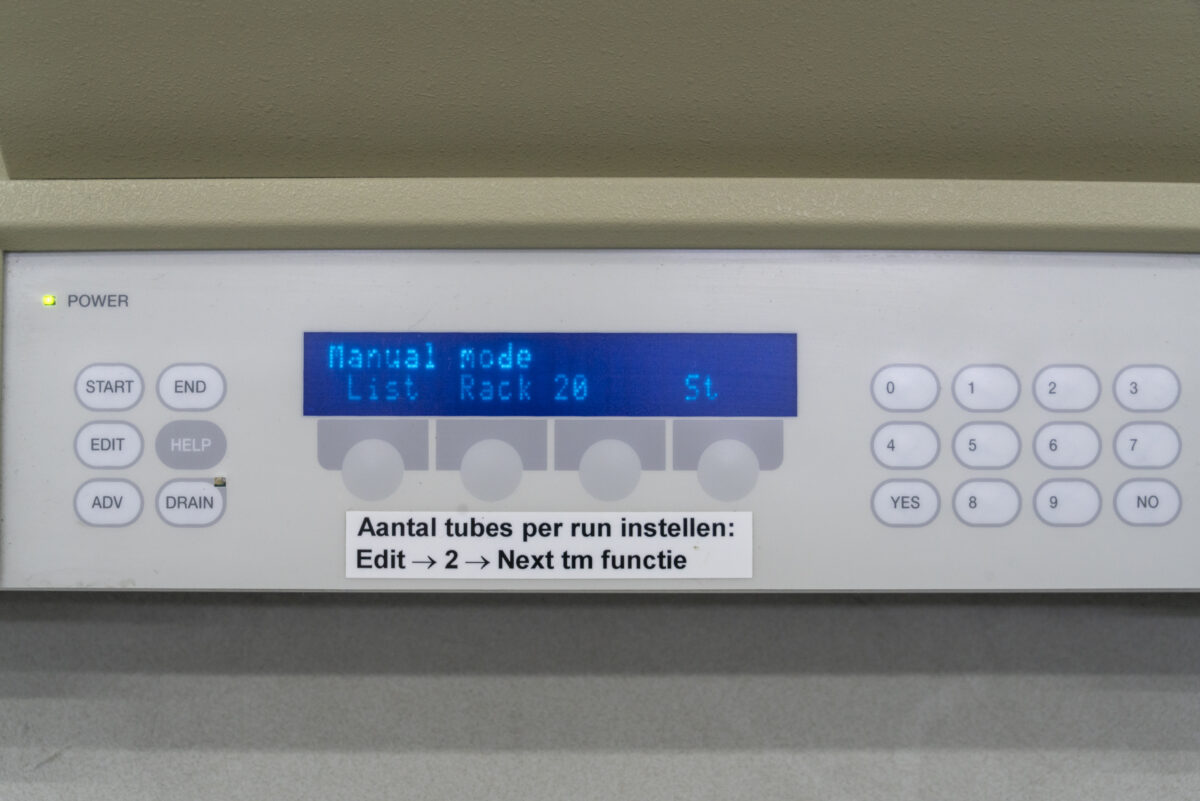 POWER
Manual mode
List Rack 20 St
START END
EDIT HELP
ADV DRAIN
0 1 2 3
4 5 6 7
YES 8 9 NO
Aantal tubes per run instellen:
Edit → 2 → Next tm functie